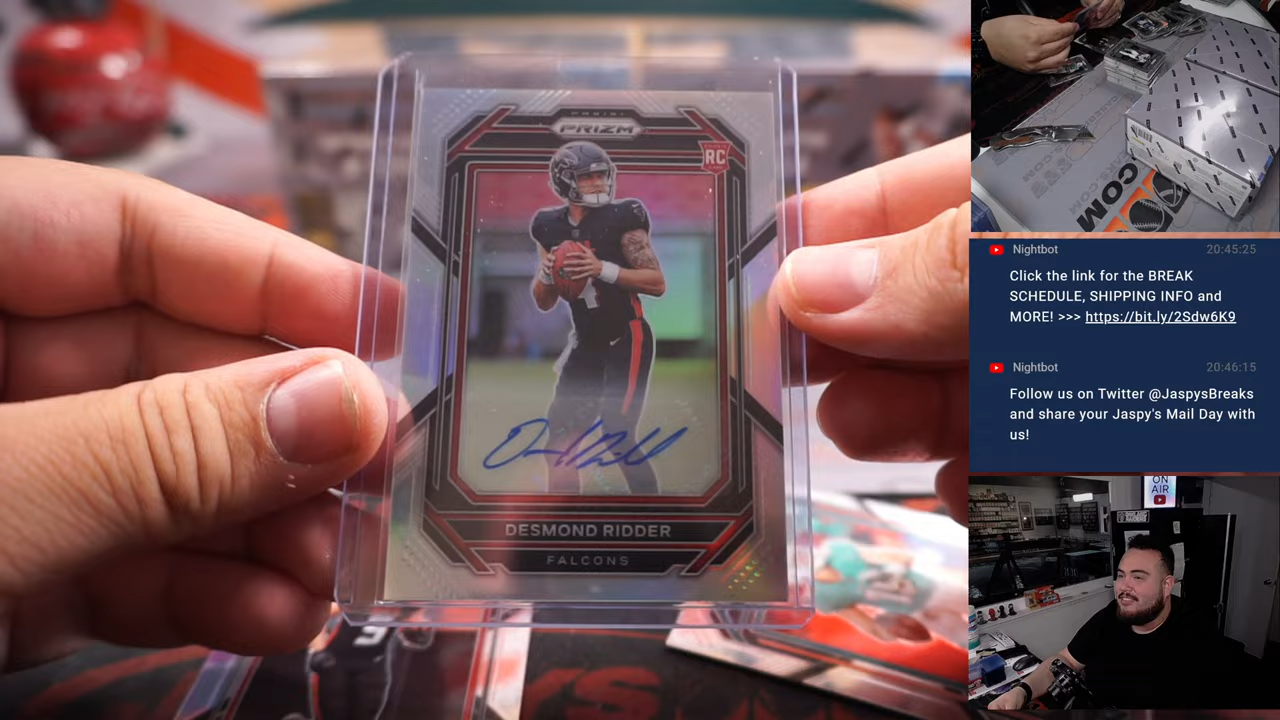 PANINI
PRIZM
RC
DESMOND RIDDER
FALCONS
.COM
Nightbot 20:45:25
Click the link for the BREAK
SCHEDULE, SHIPPING INFO and
MORE! >>> https://bit.ly/2Sdw6K9
Nightbot 20:46:15
Follow us on Twitter @JaspysBreaks
and share your Jaspy's Mail Day with
us!
ON
AIR